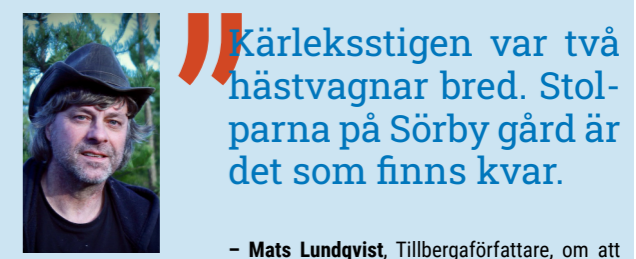 ”Kärleksstigen var två
hästvagnar bred. Stol-
parna på Sörby gård är
det som finns kvar.
– Mats Lundqvist, Tillbergaförfattare, om att